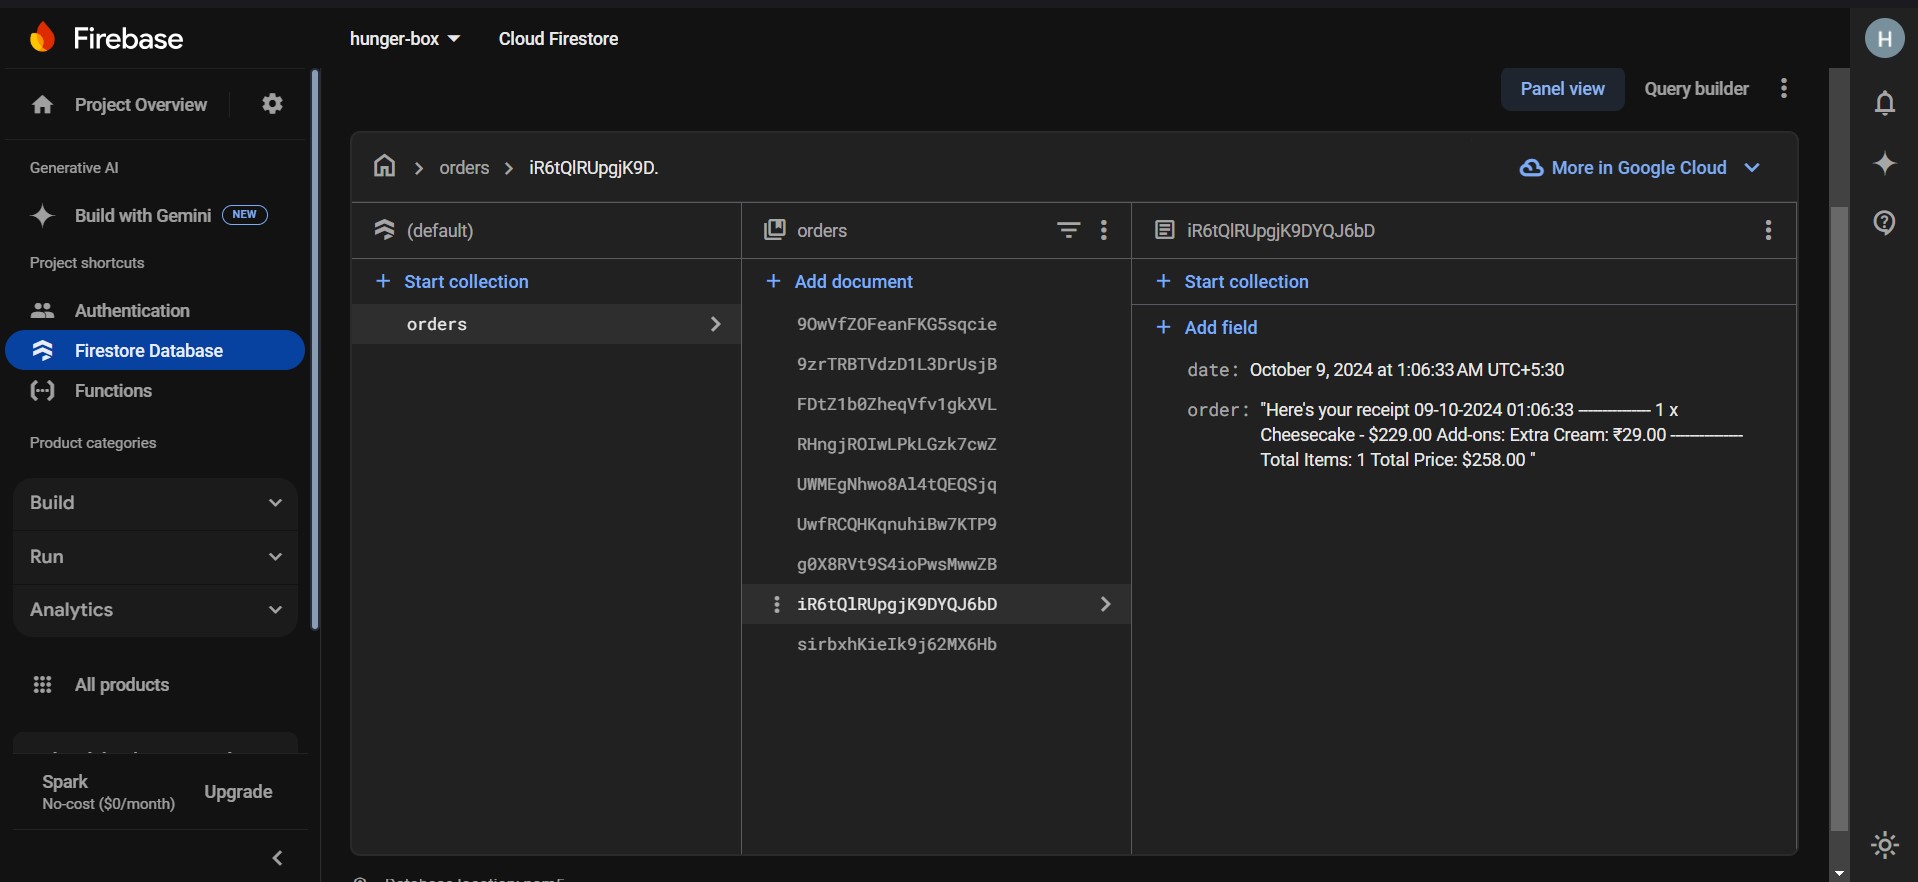 Firebase
hunger-box
Cloud Firestore
H
Project Overview
Panel view
Query builder
Generative AI
Build with Gemini NEW
Project shortcuts
Authentication
Firestore Database
Functions
Product categories
Build
Run
Analytics
All products
Spark
No-cost ($0/month)
Upgrade
orders
iR6tQlRUpgjK9D.
More in Google Cloud
(default)
Start collection
orders
orders
Add document
9OwVfZOFeanFKG5sqcie
9zrTRBTVdzD1L3DrUsjB
FDtZ1b0ZheqVfv1gkXVL
RHngjROIwLPkLGzk7cwZ
UWMEgNhwo8Al4tQEQSjq
UwfRCQHKqnuhiBw7KTP9
g0X8RVt9S4ioPwsMwwZB
iR6tQlRUpgjK9DYQJ6bD
sirbxhKieIk9j62MX6Hb
iR6tQlRUpgjK9DYQJ6bD
Start collection
Add field
date: October 9, 2024 at 1:06:33 AM UTC+5:30
order: "Here's your receipt 09-10-2024 01:06:33 --------------- 1 x
Cheesecake - $229.00 Add-ons: Extra Cream: ₹29.00 ---------------
Total Items: 1 Total Price: $258.00 "